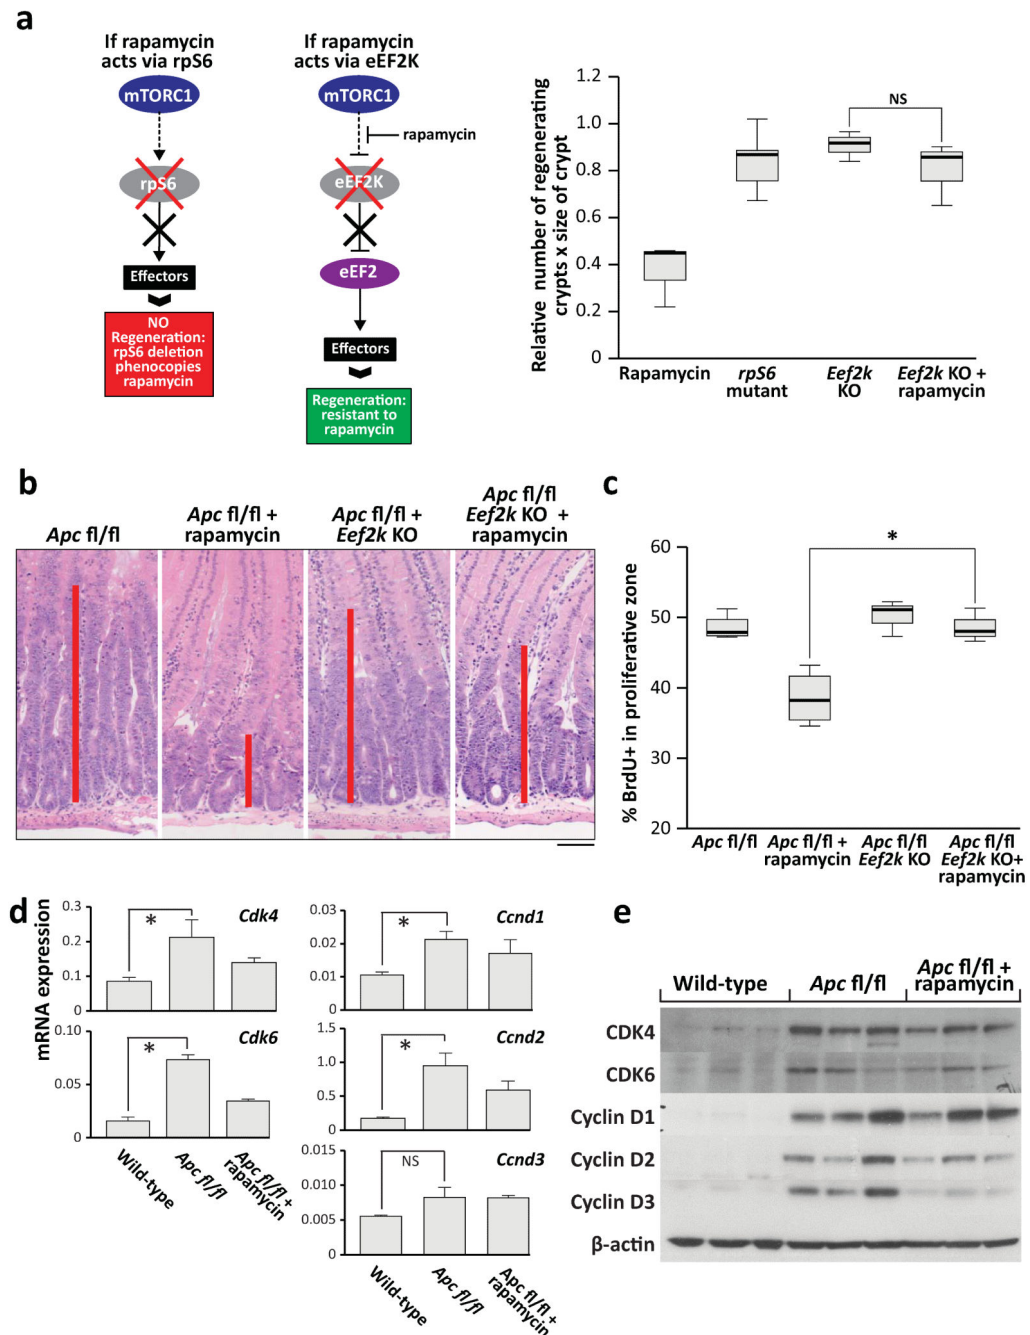 a
If rapamycin
acts via rpS6
mTORC1
rpS6
Effectors
NO
Regeneration:
rpS6 deletion
phenocopies
rapamycin
If rapamycin
acts via eEF2K
mTORC1
rapamycin
eEF2K
eEF2
Effectors
Regeneration:
resistant to
rapamycin
Relative number of regenerating
crypts x size of crypt
1.2
1.0
0.8
0.6
0.4
0.2
0
NS
Rapamycin
rpS6
mutant
Eef2k
KO
Eef2k KO +
rapamycin
b
Apc fl/fl
Apc fl/fl +
rapamycin
Apc fl/fl +
Eef2k KO
Apc fl/fl
Eef2k KO +
rapamycin
c
% BrdU+ in proliferative zone
60
50
40
30
20
*
Apc fl/fl
Apc fl/fl +
rapamycin
Apc fl/fl
Eef2k KO
Apc fl/fl
Eef2k KO+
rapamycin
d
mRNA expression
0.3
0.2
0.1
0
*
Cdk4
0.10
0.05
0
*
Cdk6
Wild-type
Apc fl/fl
Apc fl/fl +
rapamycin
0.03
0.02
0.01
0
*
Ccnd1
1.5
1.0
0.5
0
*
Ccnd2
0.015
0.010
0.005
0
NS
Ccnd3
Wild-type
Apc fl/fl
Apc fl/fl +
rapamycin
e
Wild-type
Apc fl/fl
Apc fl/fl +
rapamycin
CDK4
CDK6
Cyclin D1
Cyclin D2
Cyclin D3
β-actin